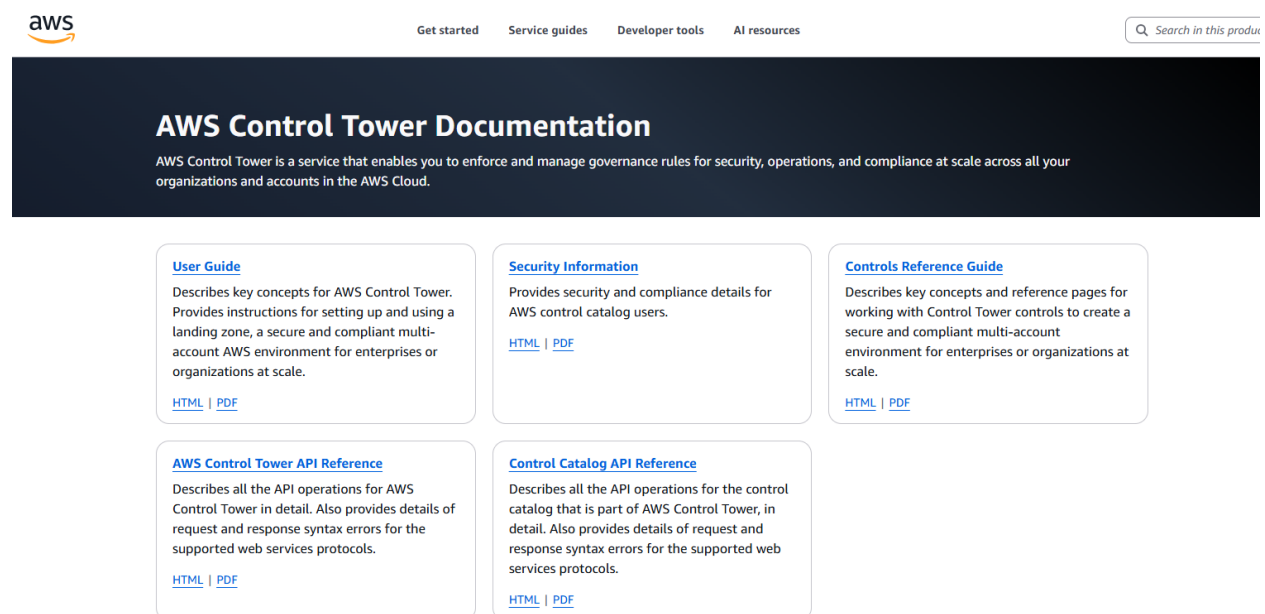 aws
Get started
Service guides
Developer tools
AI resources
Search in this
AWS Control Tower Documentation
AWS Control Tower is a service that enables you to enforce and manage governance rules for security, operations, and compliance at scale across all your
organizations and accounts in the AWS Cloud.
User Guide
Describes key concepts for AWS Control Tower.
Provides instructions for setting up and using a
landing zone, a secure and compliant multi-
account AWS environment for enterprises or
organizations at scale.
HTML | PDF
Security Information
Provides security and compliance details for
AWS control catalog users.
HTML | PDF
Controls Reference Guide
Describes key concepts and reference pages for
working with Control Tower controls to create a
secure and compliant multi-account
environment for enterprises or organizations at
scale.
HTML | PDF
AWS Control Tower API Reference
Describes all the API operations for AWS
Control Tower in detail. Also provides details of
request and response syntax errors for the
supported web services protocols.
HTML | PDF
Control Catalog API Reference
Describes all the API operations for the control
catalog that is part of AWS Control Tower, in
detail. Also provides details of request and
response syntax errors for the supported web
services protocols.
HTML | PDF